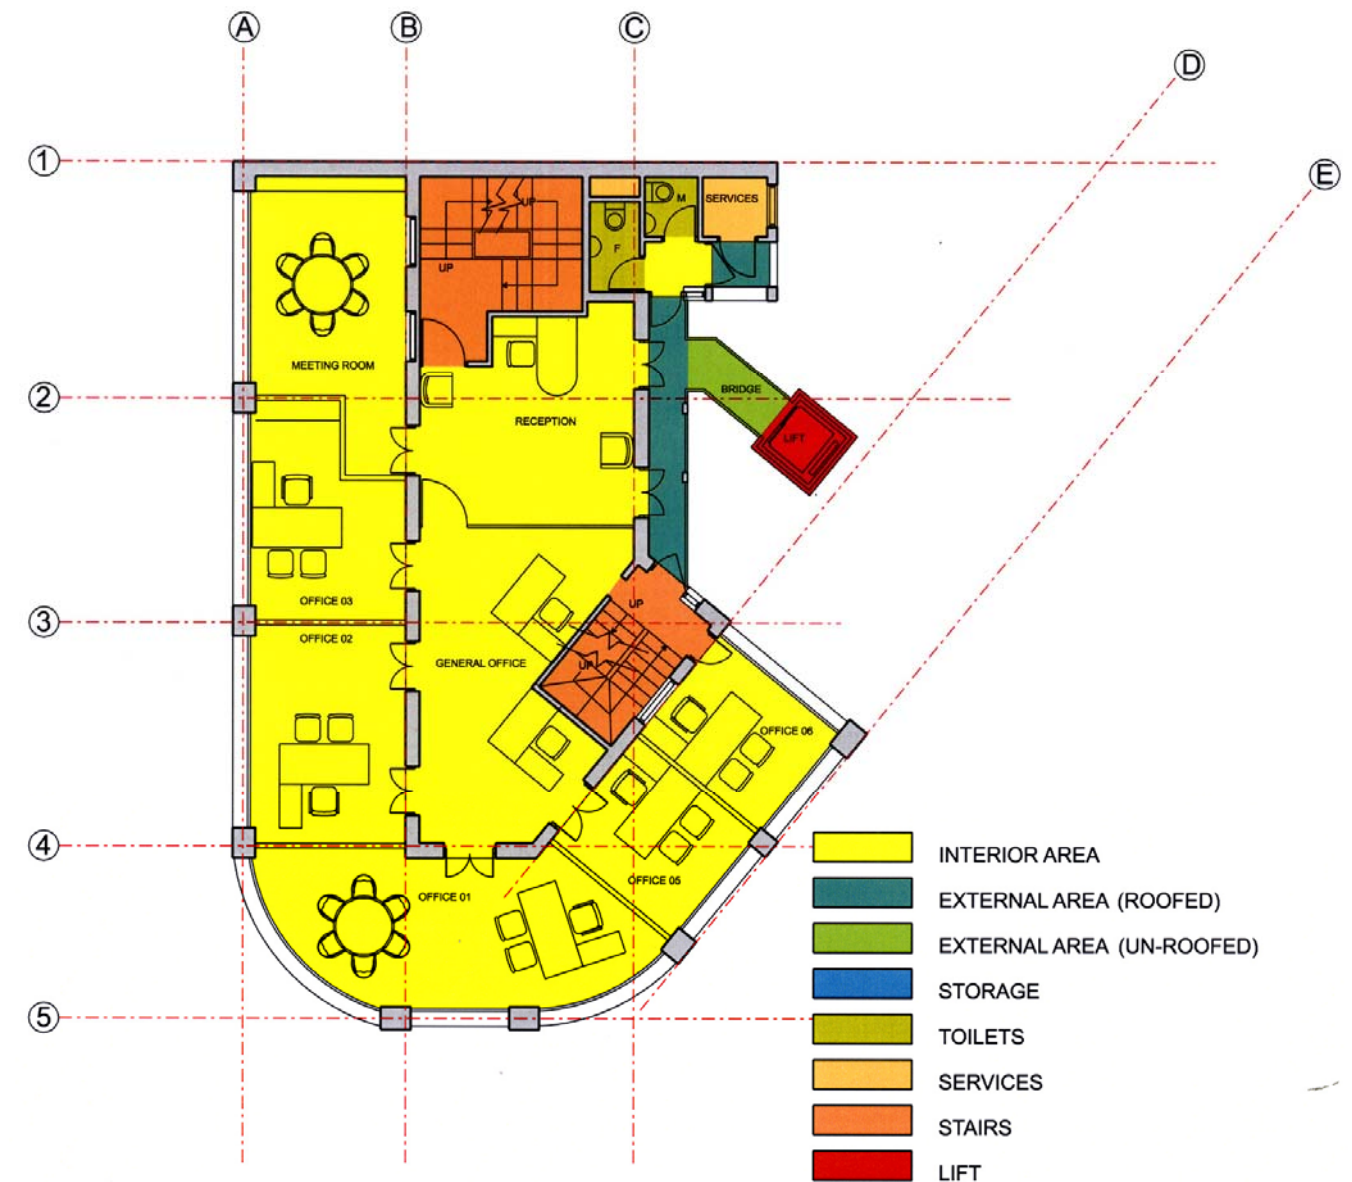 A
B
C
D
E
1
2
3
4
5
UP
M
SERVICES
F
UP
MEETING ROOM
BRIDGE
RECEPTION
LIFT
OFFICE 03
UP
OFFICE 02
GENERAL OFFICE
UP
OFFICE 06
OFFICE 05
OFFICE 01
INTERIOR AREA
EXTERNAL AREA (ROOFED)
EXTERNAL AREA (UN-ROOFED)
STORAGE
TOILETS
SERVICES
STAIRS
LIFT